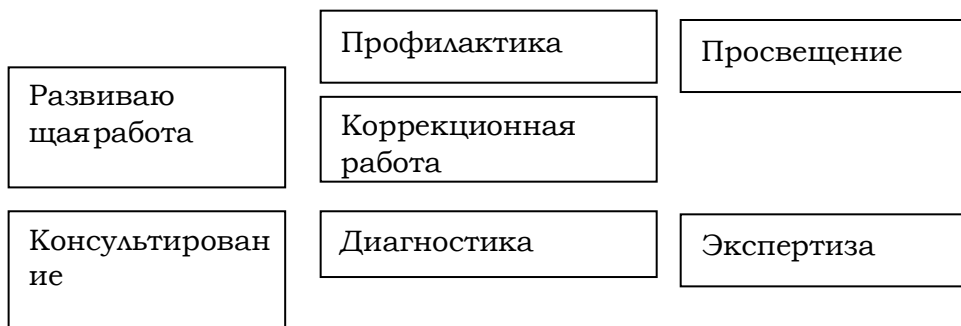 Профилактика
Просвещение
Развиваю
щая работа
Коррекционная
работа
Консультирован
ие
Диагностика
Экспертиза